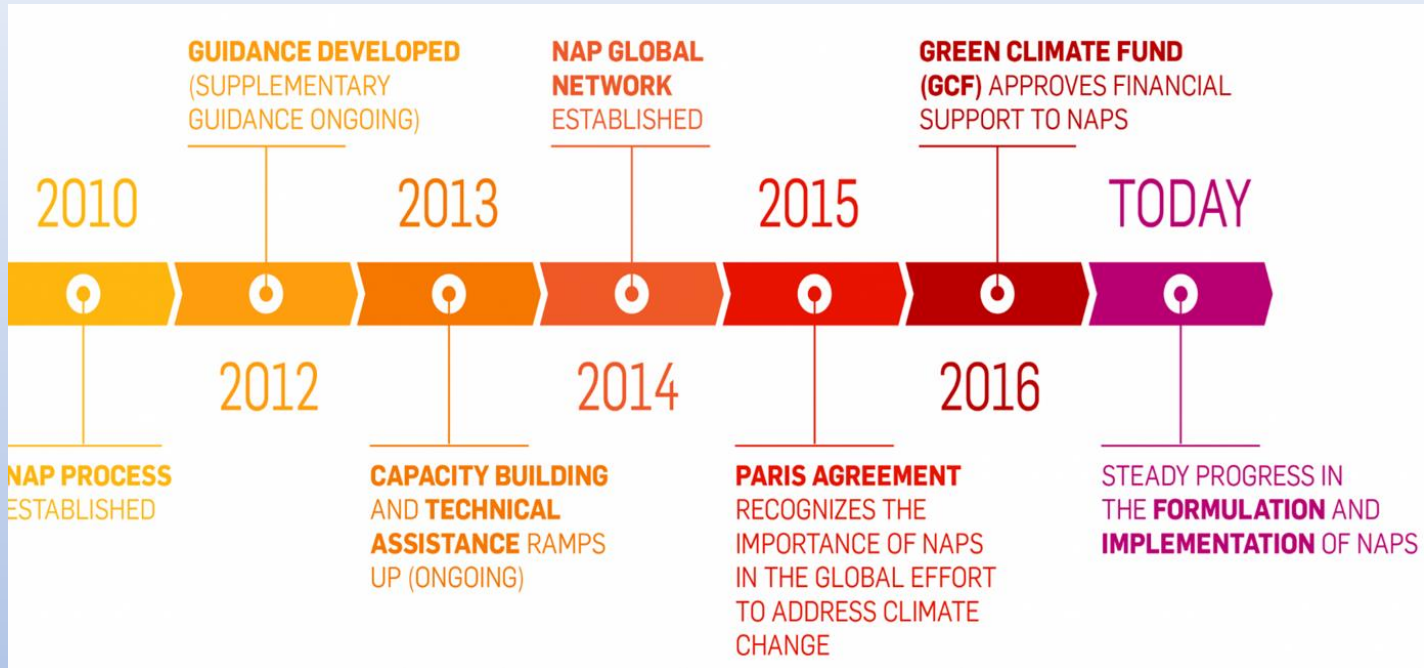 GUIDANCE DEVELOPED
(SUPPLEMENTARY
GUIDANCE ONGOING)
NAP GLOBAL
NETWORK
ESTABLISHED
GREEN CLIMATE FUND
(GCF) APPROVES FINANCIAL
SUPPORT TO NAPS
2010
2013
2015
TODAY
2012
2014
2016
NAP PROCESS
ESTABLISHED
CAPACITY BUILDING
AND TECHNICAL
ASSISTANCE RAMPS
UP (ONGOING)
PARIS AGREEMENT
RECOGNIZES THE
IMPORTANCE OF NAPS
IN THE GLOBAL EFFORT
TO ADDRESS CLIMATE
CHANGE
STEADY PROGRESS IN
THE FORMULATION AND
IMPLEMENTATION OF NAPS